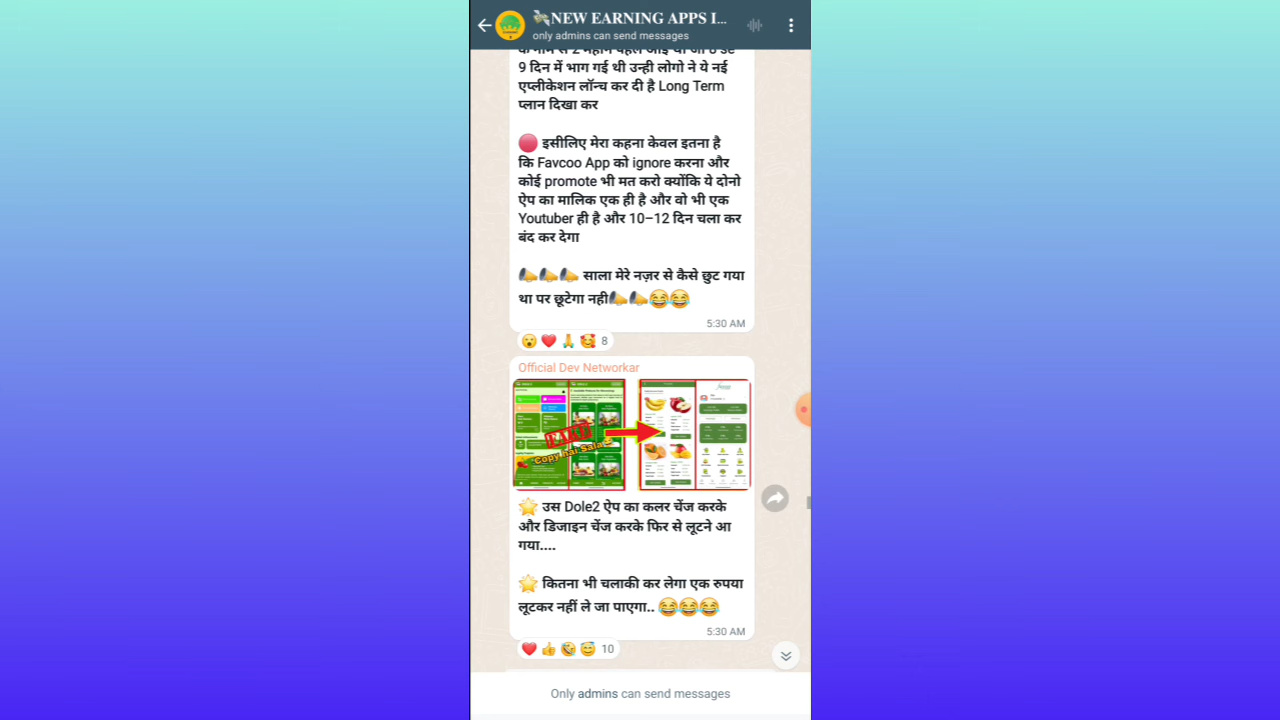 💸NEW EARNING APPS I...
only admins can send messages
9 दिन में भाग गई थी उन्ही लोगो ने ये नई
एप्लीकेशन लॉन्च कर दी है Long Term
प्लान दिखा कर
🔴 इसीलिए मेरा कहना केवल इतना है
कि Favcoo App को ignore करना और
कोई promote भी मत करो क्योंकि ये दोनो
ऐप का मालिक एक ही है और वो भी एक
Youtuber ही है और 10–12 दिन चला कर
बंद कर देगा
📣📣📣 साला मेरे नज़र से कैसे छुट गया
था पर छूटेगा नही📣📣😂😂
5:30 AM
😮❤️🙏🥰 8
Official Dev Networkar
FAKE
Copy hai Sala
🌟 उस Dole2 ऐप का कलर चेंज करके
और डिजाइन चेंज करके फिर से लूटने आ
गया....
🌟 कितना भी चलाकी कर लेगा एक रुपया
लूटकर नहीं ले जा पाएगा.. 😂😂😂
5:30 AM
❤️👍🤣😅 10
Only admins can send messages